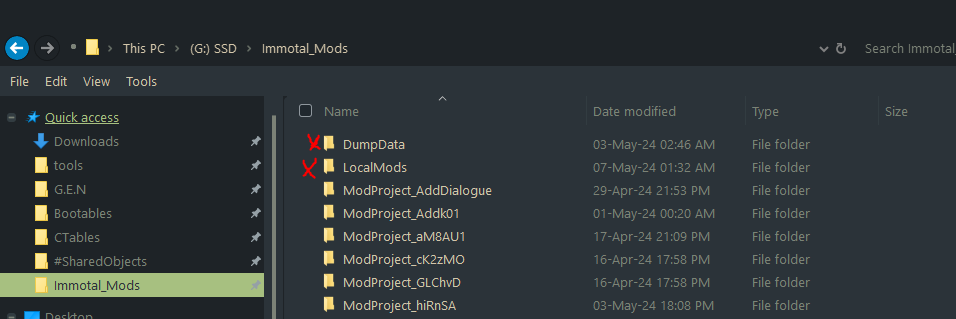 This PC > (G:) SSD > Immotal_Mods
Search Immotal_
File Edit View Tools
Quick access
Downloads
tools
G.E.N
Bootables
CTables
#SharedObjects
Immotal_Mods
Desktop
Name Date modified Type Size
DumpData 03-May-24 02:46 AM File folder
LocalMods 07-May-24 01:32 AM File folder
ModProject_AddDialogue 29-Apr-24 21:53 PM File folder
ModProject_Addk01 01-May-24 00:20 AM File folder
ModProject_aM8AU1 17-Apr-24 21:09 PM File folder
ModProject_cK2zMO 16-Apr-24 17:58 PM File folder
ModProject_GLChvD 16-Apr-24 17:58 PM File folder
ModProject_hiRnSA 03-May-24 18:08 PM File folder